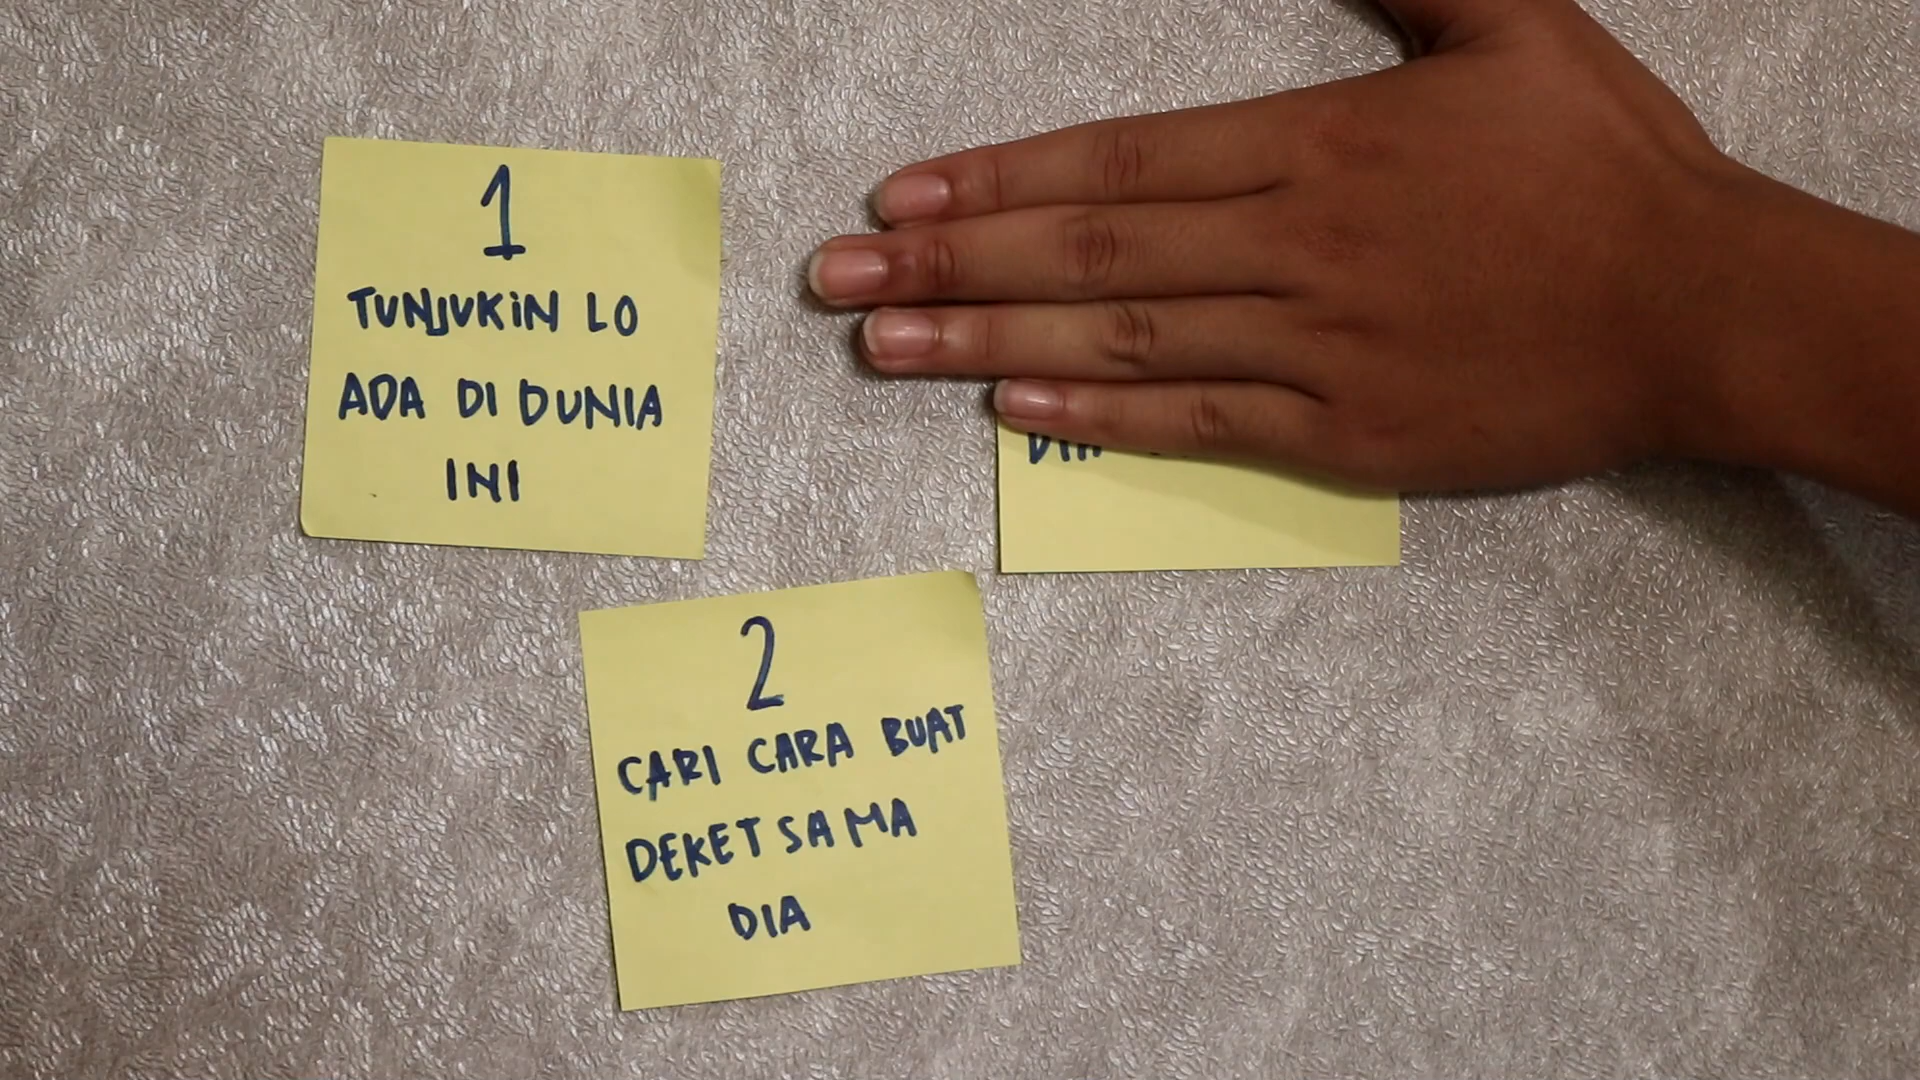 1
TUNJUKiN LO
ADA DI DUNIA
INI
2
CARI CARA BUAT
DEKET SAMA
DIA